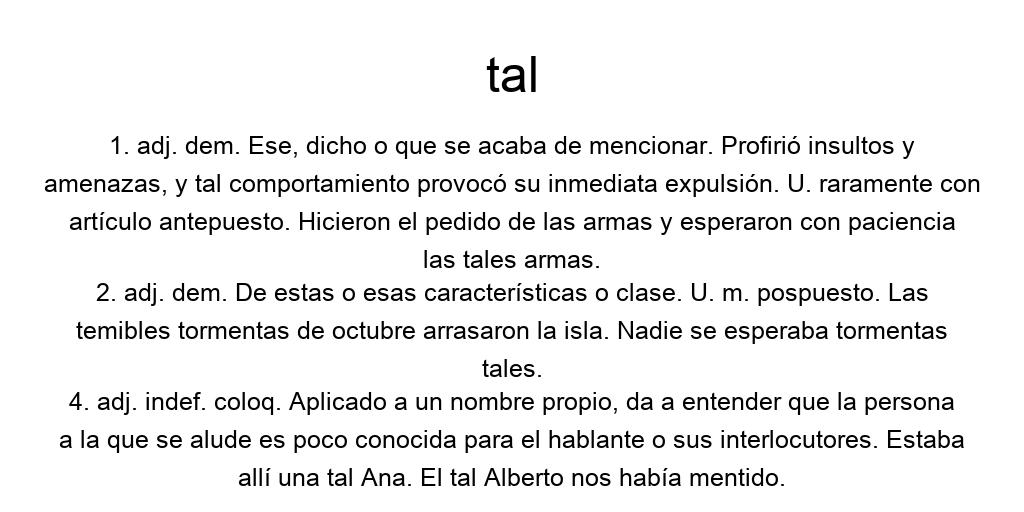 tal
1. adj. dem. Ese, dicho o que se acaba de mencionar. Profirió insultos y
amenazas, y tal comportamiento provocó su inmediata expulsión. U. raramente con
artículo antepuesto. Hicieron el pedido de las armas y esperaron con paciencia
las tales armas.
2. adj. dem. De estas o esas características o clase. U. m. pospuesto. Las
temibles tormentas de octubre arrasaron la isla. Nadie se esperaba tormentas
tales.
4. adj. indef. coloq. Aplicado a un nombre propio, da a entender que la persona
a la que se alude es poco conocida para el hablante o sus interlocutores. Estaba
allí una tal Ana. El tal Alberto nos había mentido.